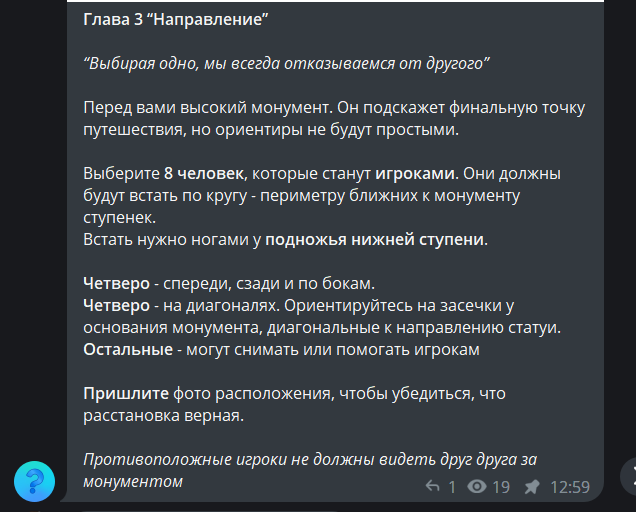 Глава 3 “Направление”
“Выбирая одно, мы всегда отказываемся от другого”
Перед вами высокий монумент. Он подскажет финальную точку
путешествия, но ориентиры не будут простыми.
Выберите 8 человек, которые станут игроками. Они должны
будут встать по кругу - периметру ближних к монументу
ступенек.
Встать нужно ногами у подножья нижней ступени.
Четверо - спереди, сзади и по бокам.
Четверо - на диагоналях. Ориентируйтесь на засечки у
основания монумента, диагональные к направлению статуи.
Остальные - могут снимать или помогать игрокам
Пришлите фото расположения, чтобы убедиться, что
расстановка верная.
Противоположные игроки не должны видеть друг друга за
монументом
1 19 12:59